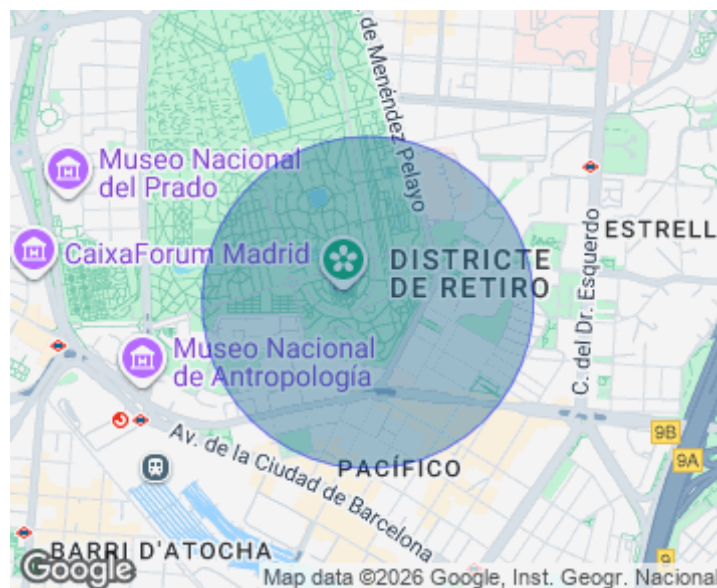 de Menéndez Pelayo
Museo Nacional
del Prado
CaixaForum Madrid
DISTRICTE
DE RETIRO
ESTRELL
C. del Dr. Esquerdo
Museo Nacional
de Antropología
Av. de la Ciudad de Barcelona
PACÍFICO
9B
9A
9
BARRI D'ATOCHA
Google
Map data ©2026 Google, Inst. Geogr. Nacional